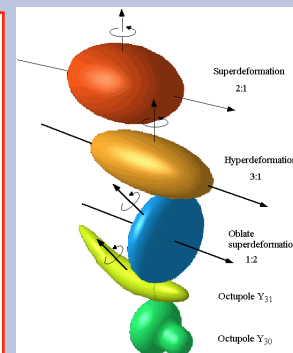 Superdeformation
2:1
Hyperdeformation
3:1
Oblate
superdeformation
1:2
Octupole Y31
Octupole Y30